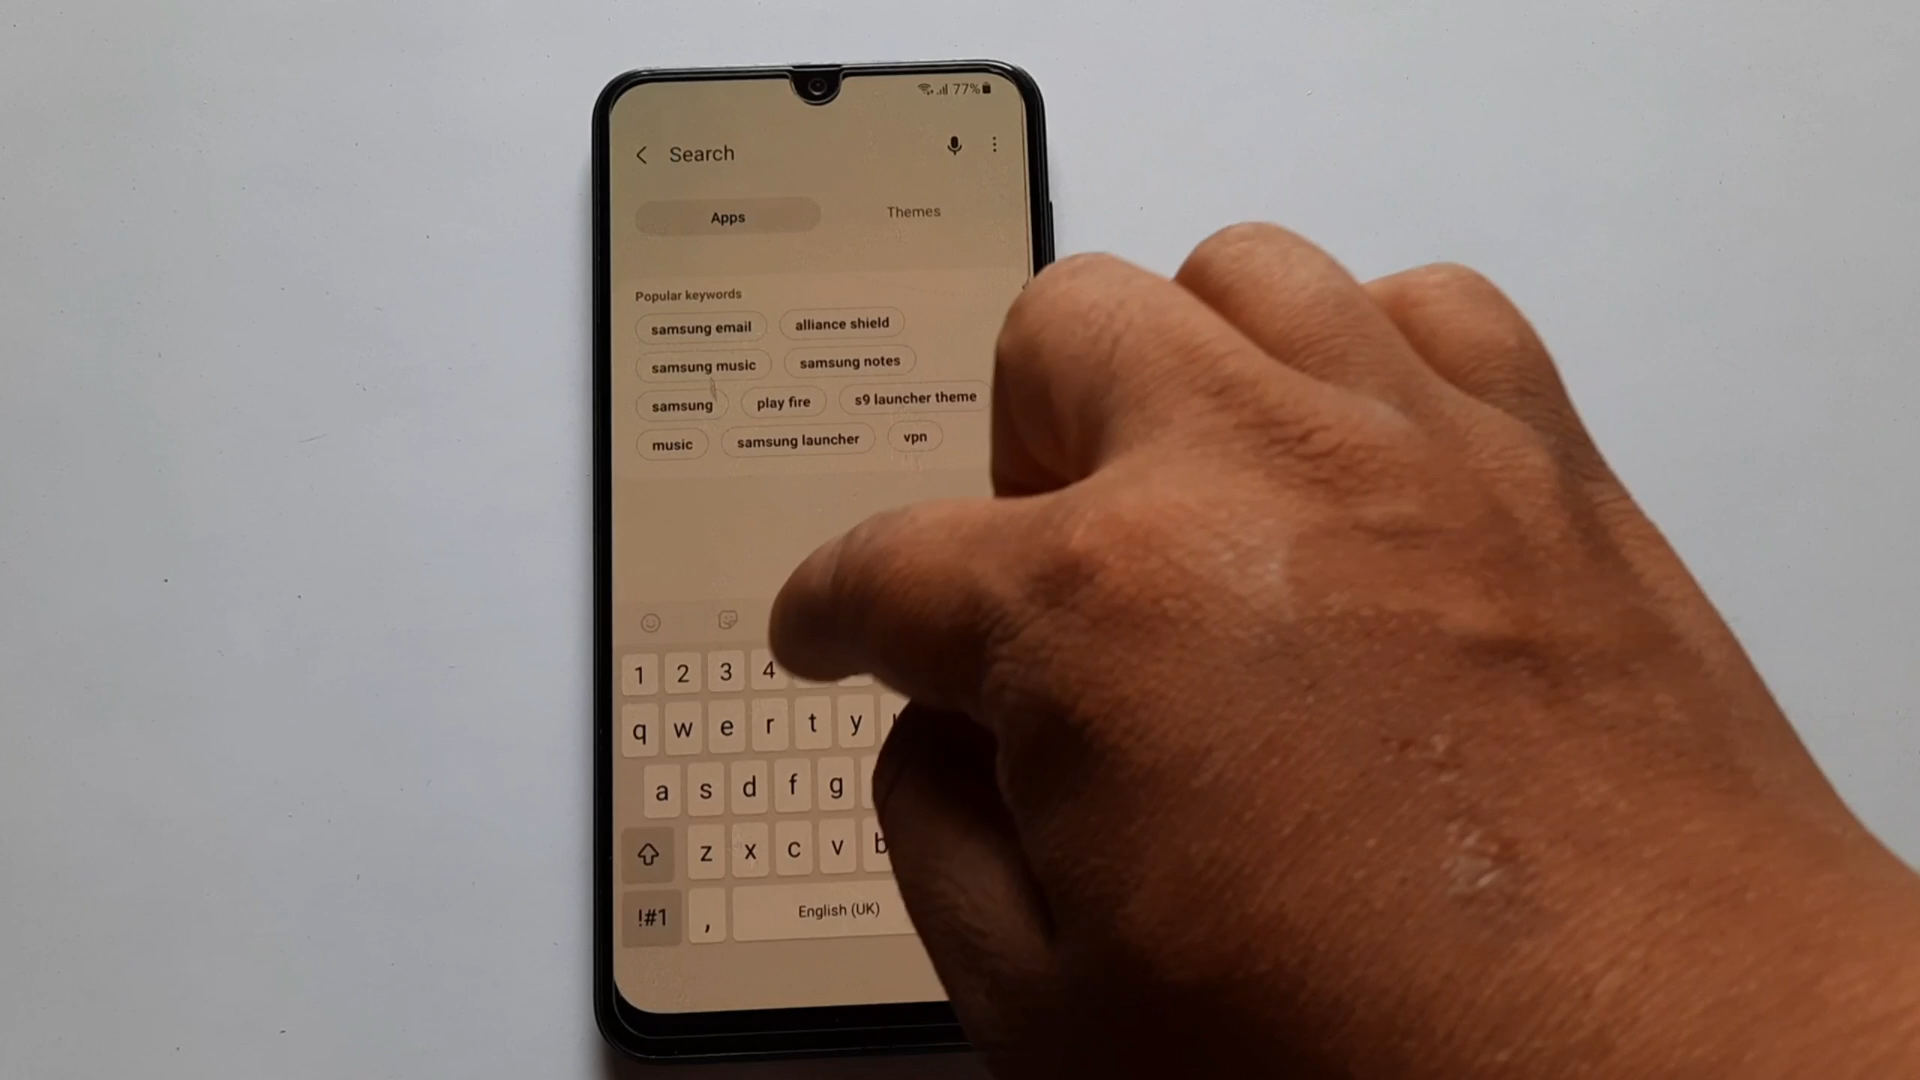 77%
Search
Apps Themes
Popular keywords
samsung email alliance shield
samsung music samsung notes
samsung play fire s9 launcher theme
music samsung launcher vpn
1 2 3 4
q w e r t y
a s d f g
z x c v b
!#1 , English (UK)